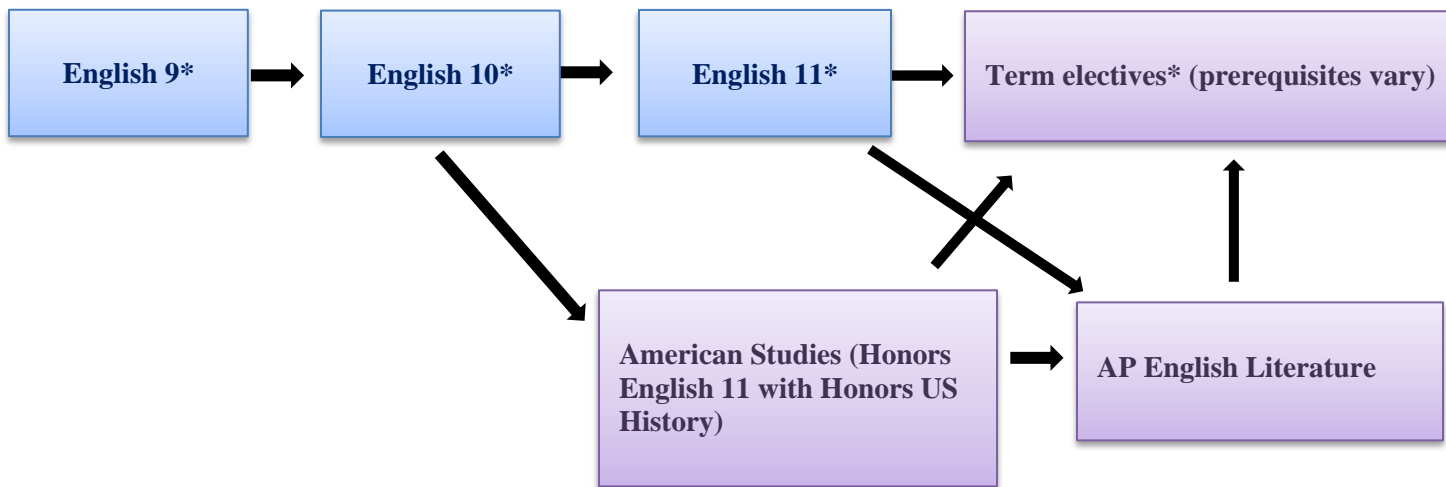 English 9*
English 10*
English 11*
Term electives* (prerequisites vary)
American Studies (Honors
English 11 with Honors US
History)
AP English Literature